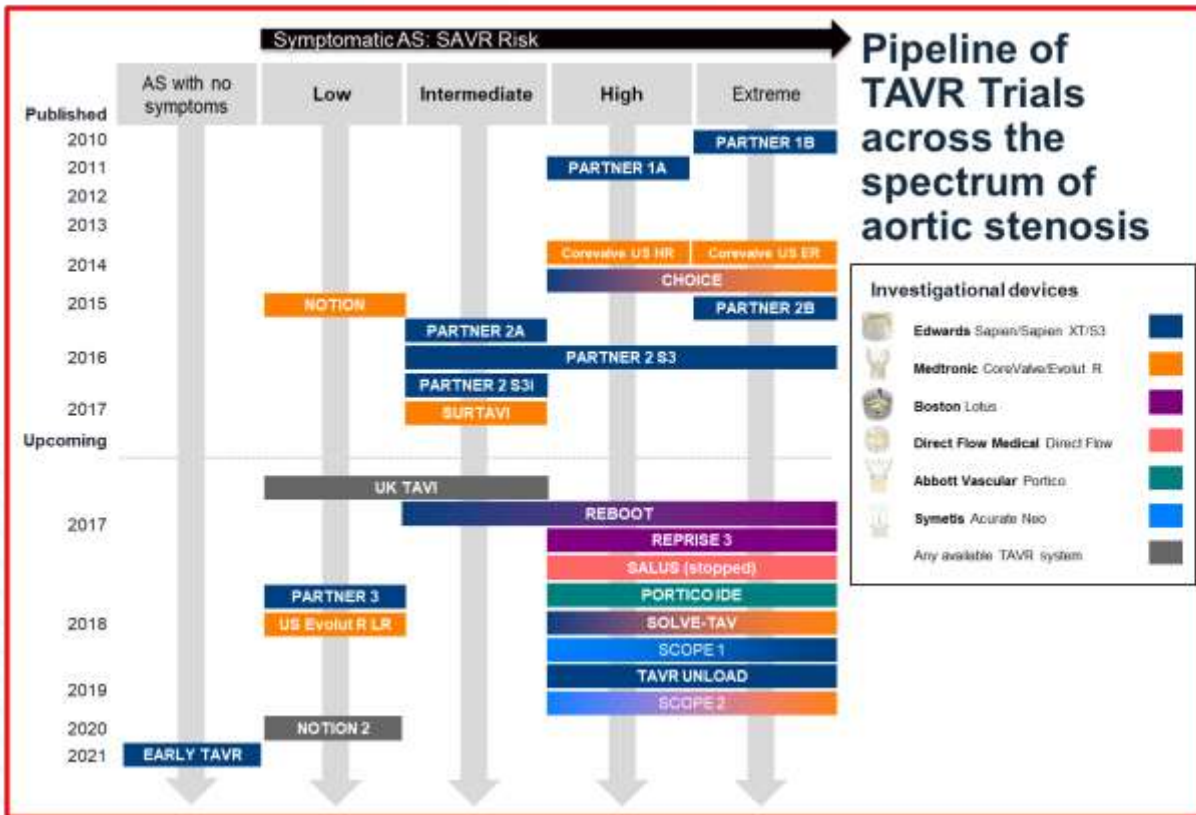 Symptomatic AS: SAVR Risk
Pipeline of
TAVR Trials
across the
spectrum of
aortic stenosis
AS with no
symptoms
Low
Intermediate
High
Extreme
Published
2010
PARTNER 1B
2011
PARTNER 1A
2012
2013
Corevalve US HR
Corevalve US ER
2014
CHOICE
2015
NOTION
PARTNER 2B
PARTNER 2A
2016
PARTNER 2 S3
PARTNER 2 S3i
2017
SURTAVI
Upcoming
UK TAVI
2017
REBOOT
REPRISE 3
SALUS (stopped)
PARTNER 3
PORTICO IDE
2018
US Evolut R LR
SOLVE-TAV
SCOPE 1
TAVR UNLOAD
2019
SCOPE 2
2020
NOTION 2
2021
EARLY TAVR
Investigational devices
Edwards Sapien/Sapien XT/S3
Medtronic CoreValve/Evolut R
Boston Lotus
Direct Flow Medical Direct Flow
Abbott Vascular Portico
Symetis Acurate Neo
Any available TAVR system